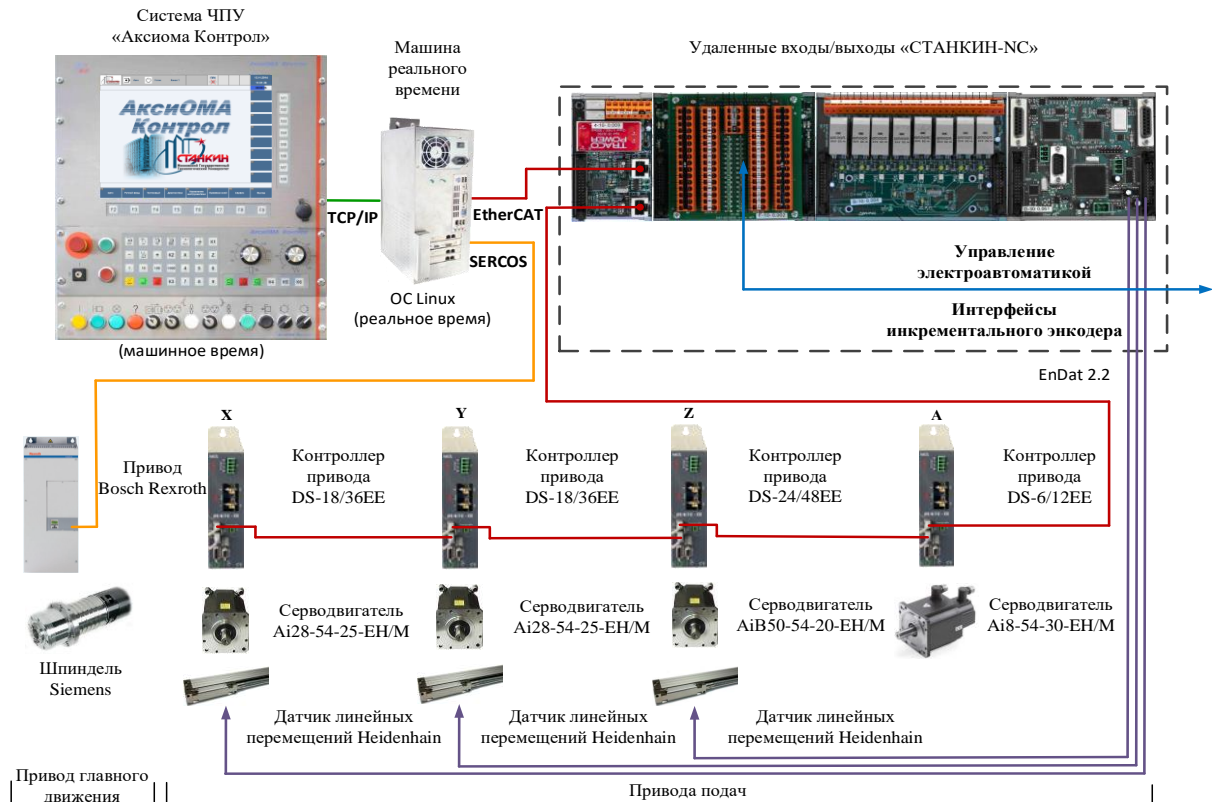 Система ЧПУ
«Аксиома Контрол»
Машина
реального
времени
Удаленные входы/выходы «СТАНКИН-NC»
АксиОМА
Контрол
СТАНКИН
TCP/IP
EtherCAT
SERCOS
TRACO
POWER
ОС Linux
(реальное время)
(машинное время)
Управление
электроавтоматикой
Интерфейсы
инкрементального энкодера
EnDat 2.2
X
Y
Z
A
Привод
Bosch Rexroth
Контроллер
привода
DS-18/36EE
Контроллер
привода
DS-18/36EE
Контроллер
привода
DS-24/48EE
Контроллер
привода
DS-6/12EE
Шпиндель
Siemens
Серводвигатель
Ai28-54-25-EH/M
Серводвигатель
Ai28-54-25-EH/M
Серводвигатель
AiB50-54-20-EH/M
Серводвигатель
Ai8-54-30-EH/M
Датчик линейных
перемещений Heidenhain
Датчик линейных
перемещений Heidenhain
Датчик линейных
перемещений Heidenhain
Привод главного
движения
Привода подач